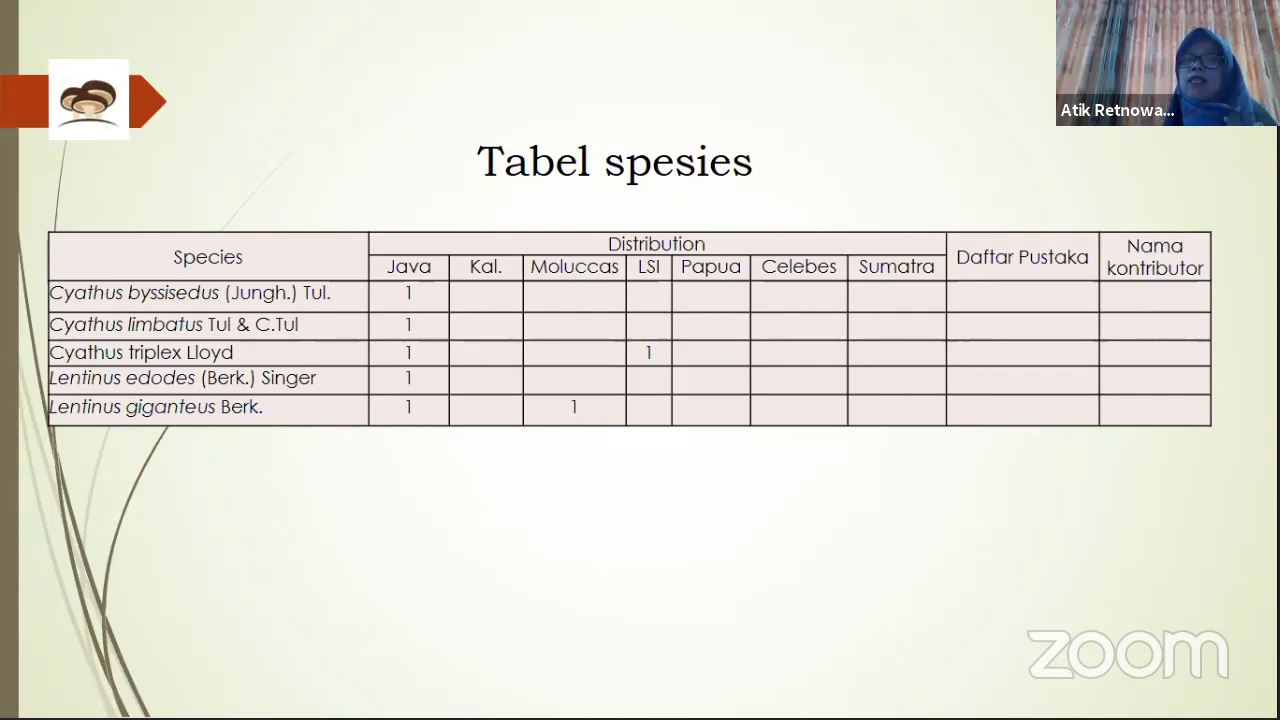 Atik Retnowa...
Tabel spesies
Species Distribution Daftar Pustaka Nama kontributor
Java Kal. Moluccas LSI Papua Celebes Sumatra
Cyathus byssisedus (Jungh.) Tul. 1
Cyathus limbatus Tul & C.Tul 1
Cyathus triplex Lloyd 1 1
Lentinus edodes (Berk.) Singer 1
Lentinus giganteus Berk. 1 1
zoom